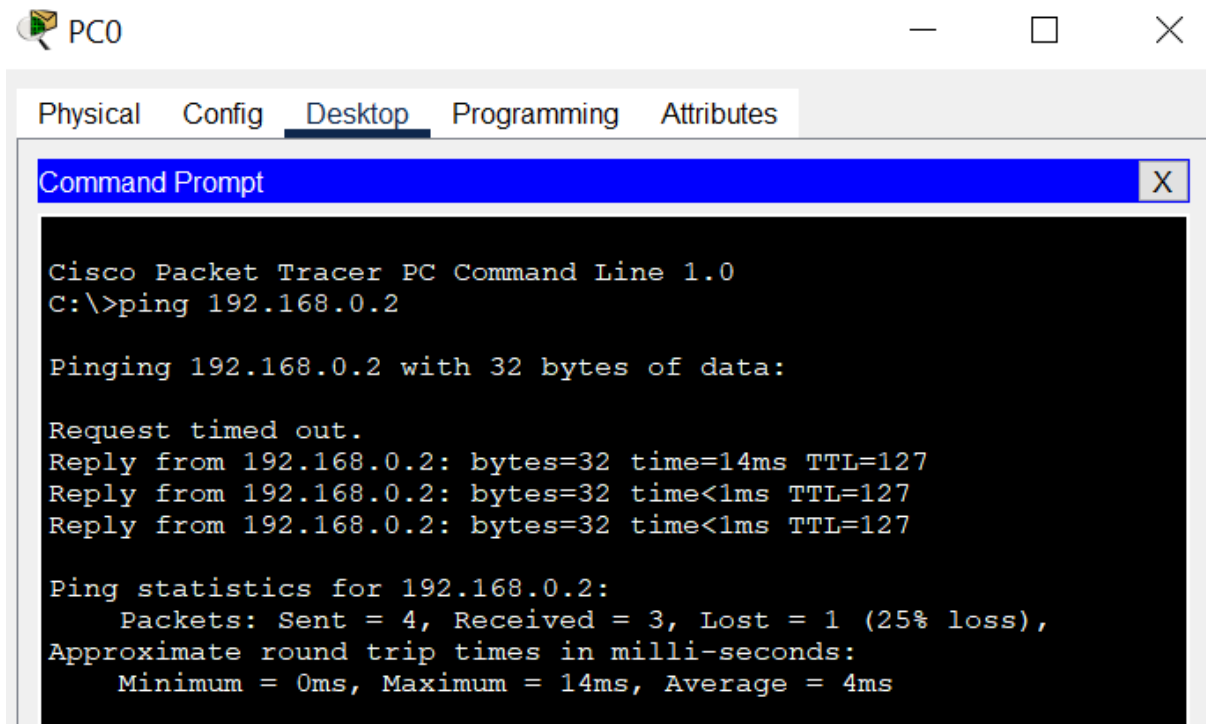 PC0
Physical Config Desktop Programming Attributes
Command Prompt X
Cisco Packet Tracer PC Command Line 1.0
C:\>ping 192.168.0.2
Pinging 192.168.0.2 with 32 bytes of data:
Request timed out.
Reply from 192.168.0.2: bytes=32 time=14ms TTL=127
Reply from 192.168.0.2: bytes=32 time<1ms TTL=127
Reply from 192.168.0.2: bytes=32 time<1ms TTL=127
Ping statistics for 192.168.0.2:
Packets: Sent = 4, Received = 3, Lost = 1 (25% loss),
Approximate round trip times in milli-seconds:
Minimum = 0ms, Maximum = 14ms, Average = 4ms